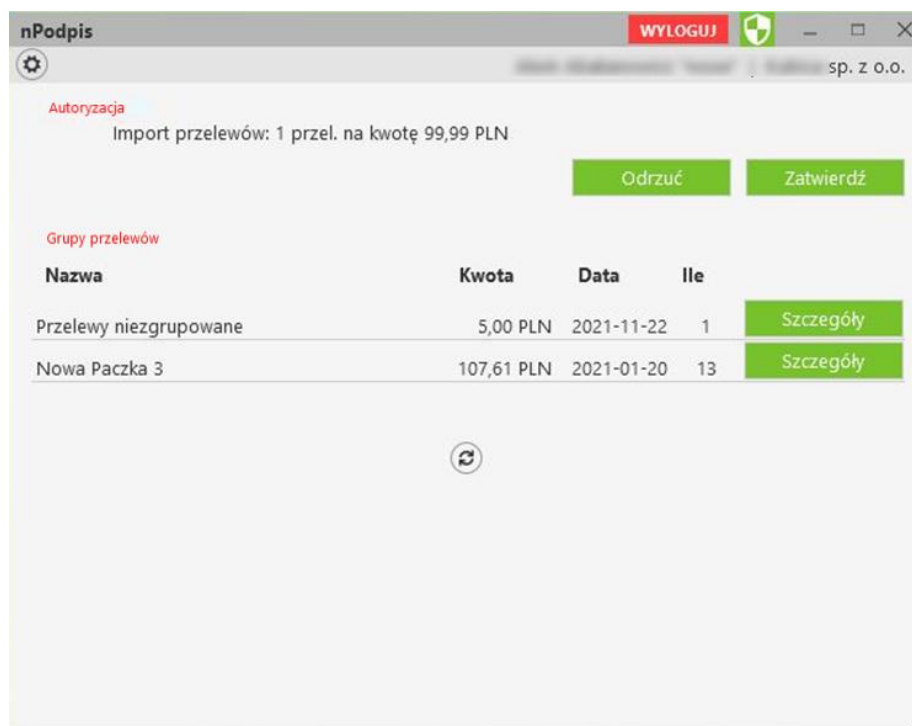 nPodpis WYLOGUJ
sp. z o.o.
Autoryzacja
Import przelewów: 1 przel. na kwotę 99,99 PLN
Odrzuć Zatwierdź
Grupy przelewów
Nazwa Kwota Data Ile
Przelewy niezgrupowane 5,00 PLN 2021-11-22 1 Szczegóły
Nowa Paczka 3 107,61 PLN 2021-01-20 13 Szczegóły